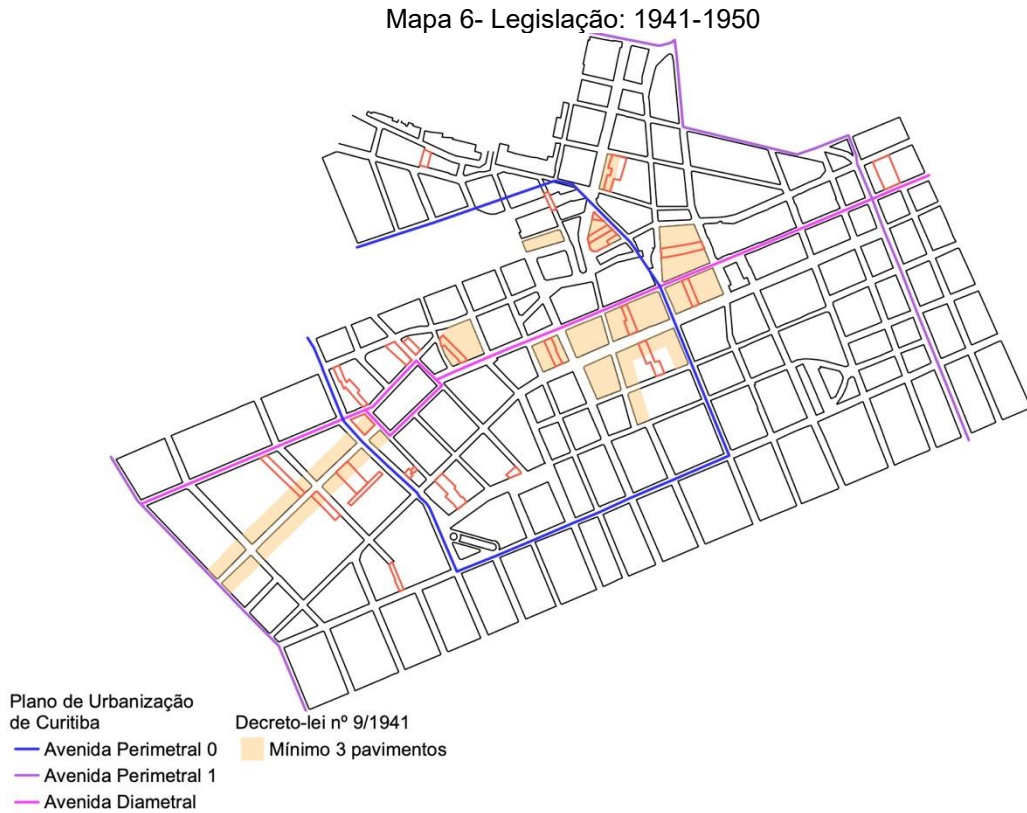 Mapa 6- Legislação: 1941-1950
Plano de Urbanização
de Curitiba
Avenida Perimetral 0
Avenida Perimetral 1
Avenida Diametral
Decreto-lei nº 9/1941
Mínimo 3 pavimentos